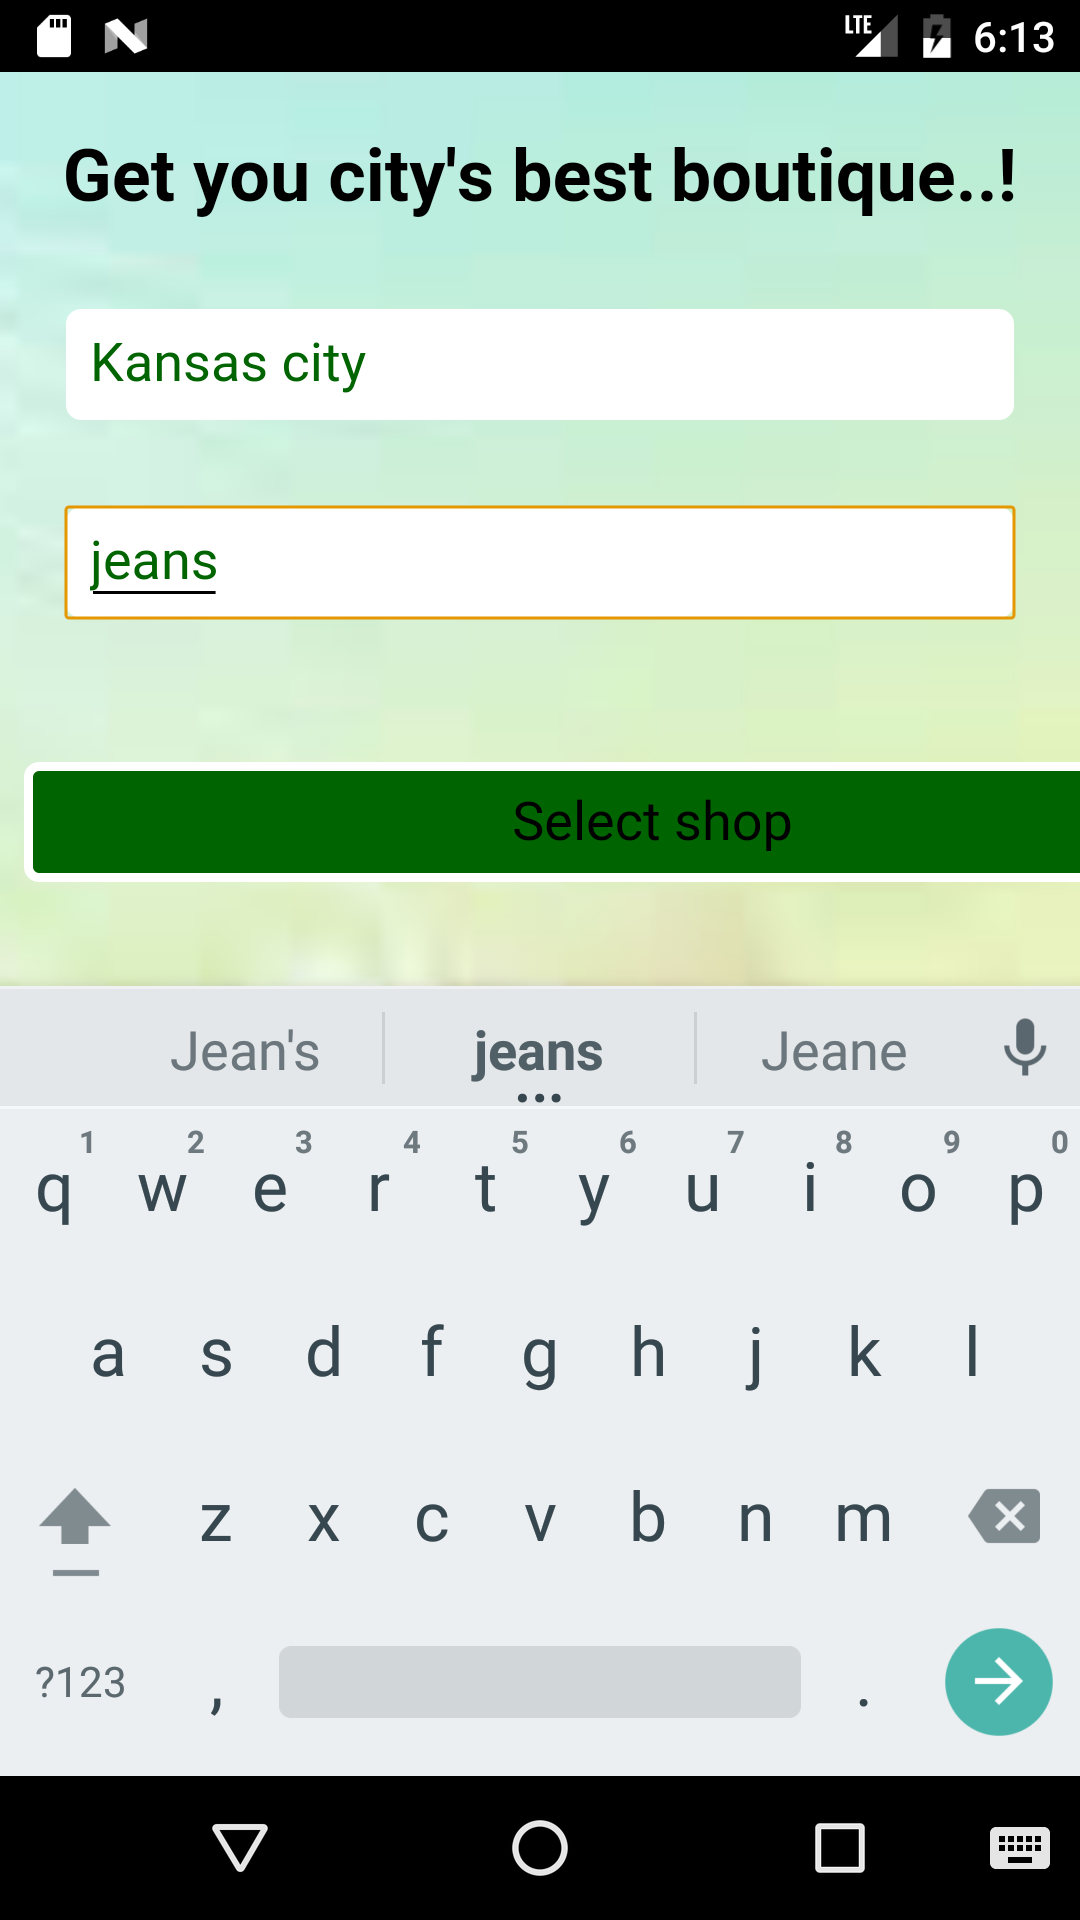 LTE 6:13
Get you city's best boutique..!
Kansas city
jeans
Select shop
Jean's jeans Jeane
1 2 3 4 5 6 7 8 9 0
q w e r t y u i o p
a s d f g h j k l
z x c v b n m
?123 , .